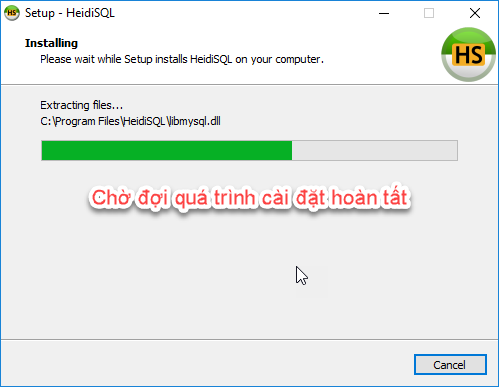 Setup - HeidiSQL
Installing
Please wait while Setup installs HeidiSQL on your computer.
HS
Extracting files...
C:\Program Files\HeidiSQL\libmysql.dll
Chờ đợi quá trình cài đặt hoàn tất
Cancel